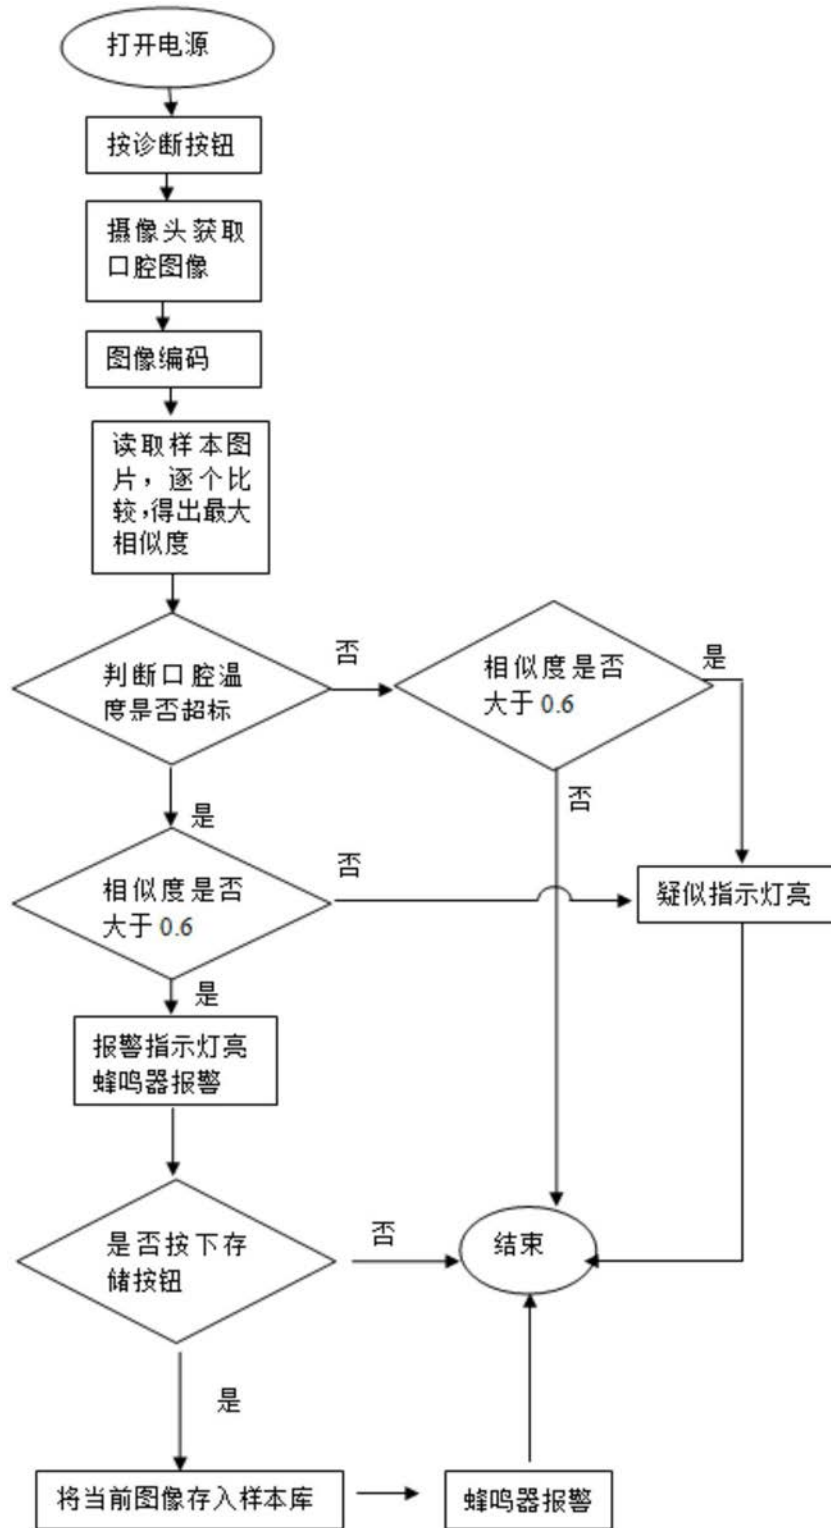 打开电源
按诊断按钮
摄像头获取
口腔图像
图像编码
读取样本图
片，逐个比
较，得出最大
相似度
判断口腔温
度是否超标
否
相似度是否
大于 0.6
是
是
否
相似度是否
大于 0.6
否
疑似指示灯亮
是
报警指示灯亮
蜂鸣器报警
是否按下存
储按钮
否
结束
是
将当前图像存入样本库
蜂鸣器报警